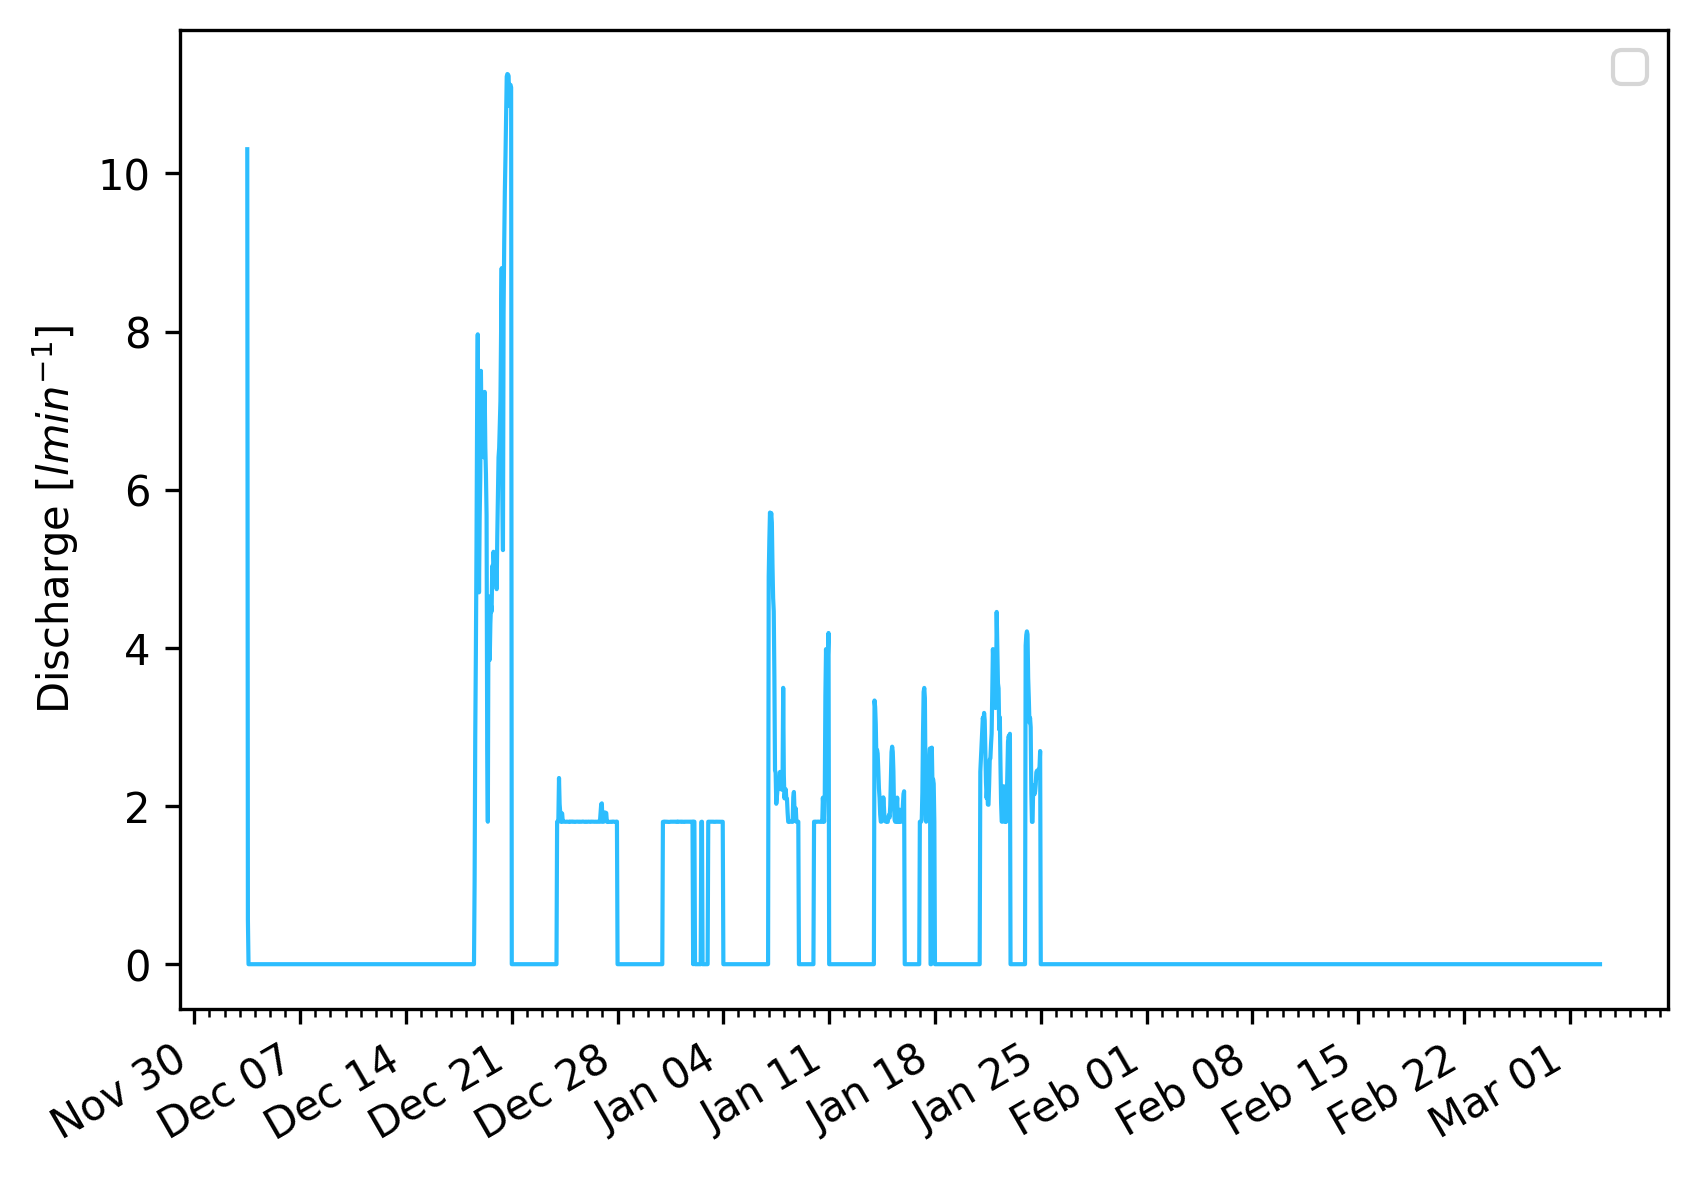 Discharge [lmin⁻¹]
10
8
6
4
2
0
Nov 30
Dec 07
Dec 14
Dec 21
Dec 28
Jan 04
Jan 11
Jan 18
Jan 25
Feb 01
Feb 08
Feb 15
Feb 22
Mar 01